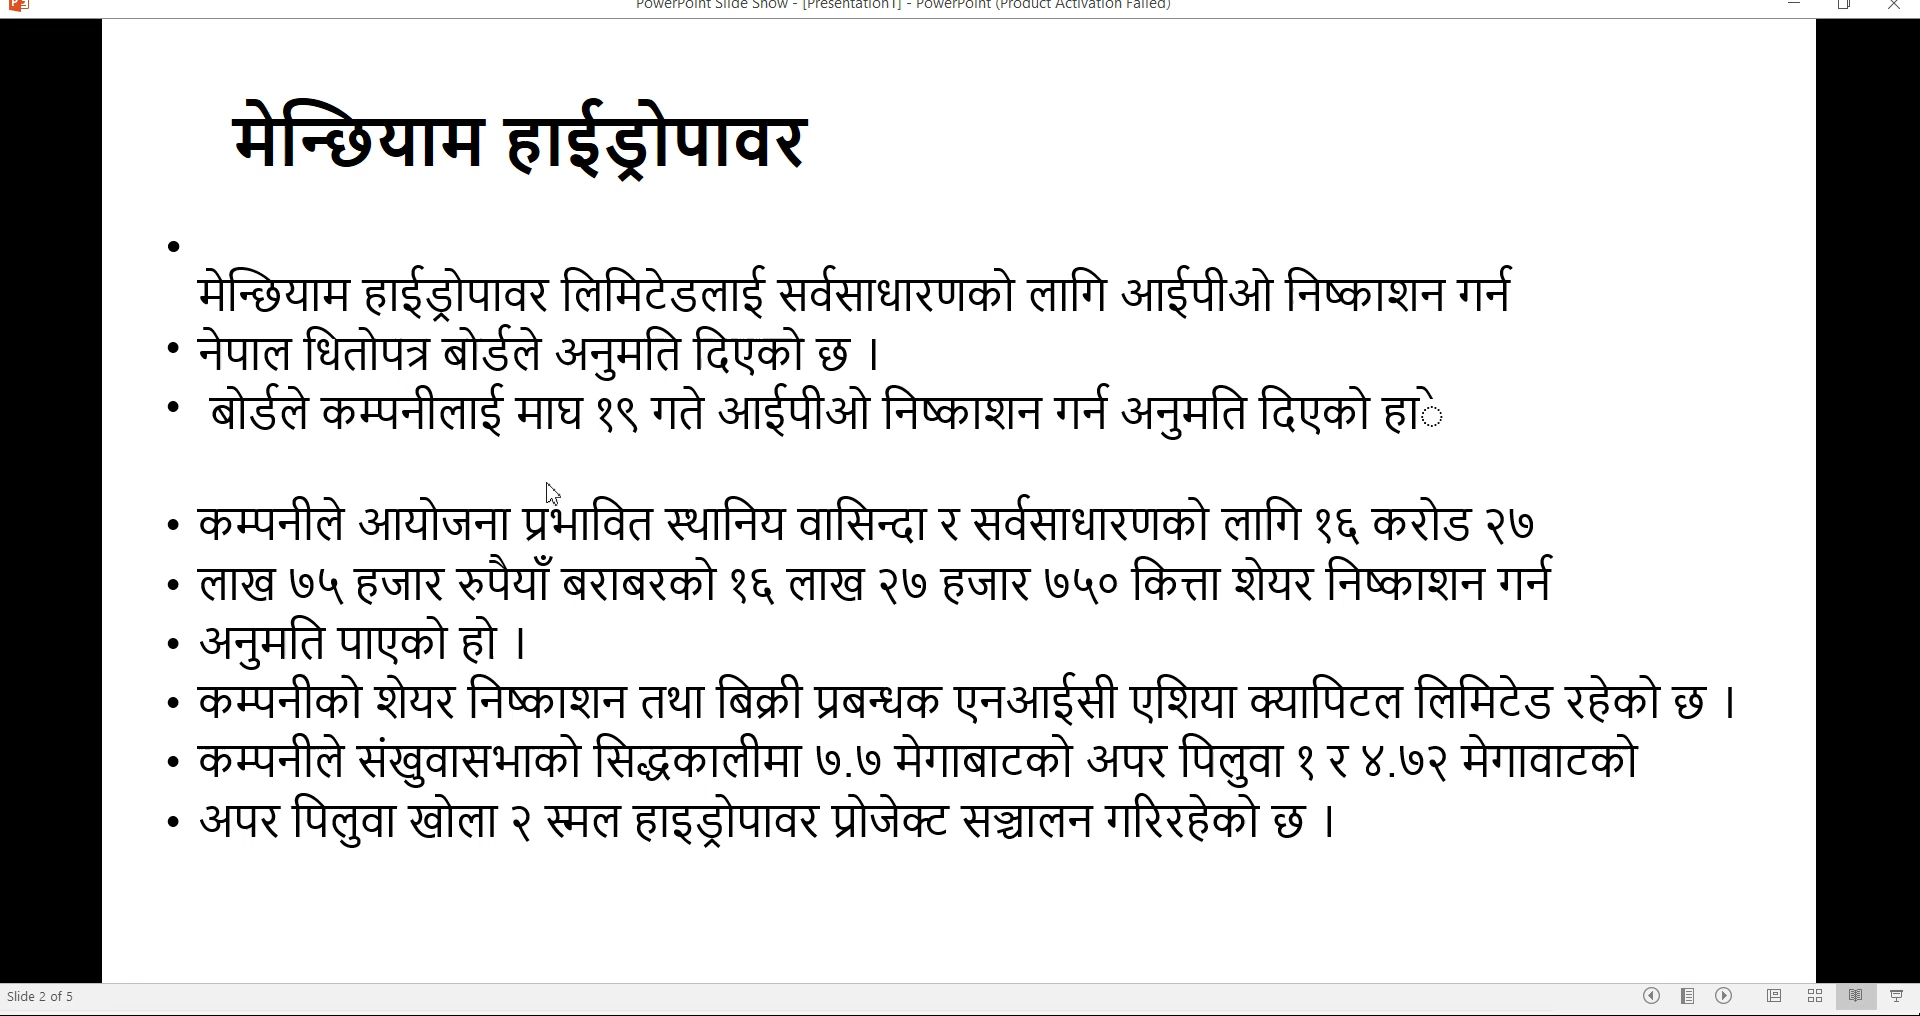 PowerPoint Slide Show - [Presentation1] - PowerPoint (Product Activation Failed)
मेन्छियाम हाईड्रोपावर
•
मेन्छियाम हाईड्रोपावर लिमिटेडलाई सर्वसाधारणको लागि आईपीओ निष्काशन गर्न
• नेपाल धितोपत्र बोर्डले अनुमति दिएको छ ।
• बोर्डले कम्पनीलाई माघ १९ गते आईपीओ निष्काशन गर्न अनुमति दिएको हाे
• कम्पनीले आयोजना प्रभावित स्थानिय वासिन्दा र सर्वसाधारणको लागि १६ करोड २७
• लाख ७५ हजार रुपैयाँ बराबरको १६ लाख २७ हजार ७५० कित्ता शेयर निष्काशन गर्न
• अनुमति पाएको हो ।
• कम्पनीको शेयर निष्काशन तथा बिक्री प्रबन्धक एनआईसी एशिया क्यापिटल लिमिटेड रहेको छ ।
• कम्पनीले संखुवासभाको सिद्धकालीमा ७.७ मेगाबाटको अपर पिलुवा १ र ४.७२ मेगावाटको
• अपर पिलुवा खोला २ स्मल हाइड्रोपावर प्रोजेक्ट सञ्चालन गरिरहेको छ ।
Slide 2 of 5